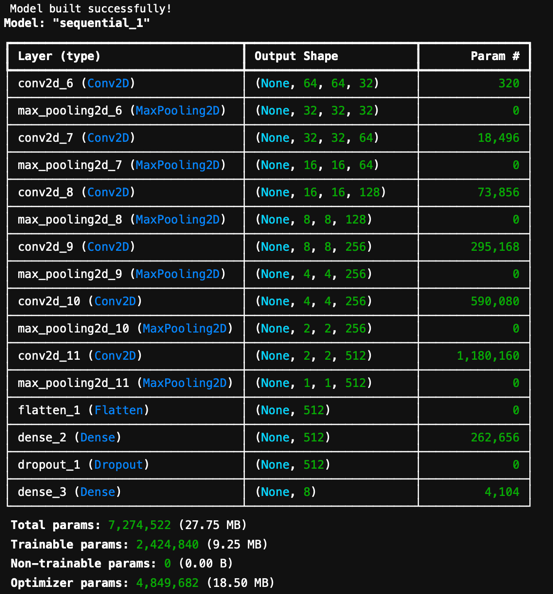 Model built successfully!
Model: "sequential_1"
Layer (type) Output Shape Param #
conv2d_6 (Conv2D) (None, 64, 64, 32) 320
max_pooling2d_6 (MaxPooling2D) (None, 32, 32, 32) 0
conv2d_7 (Conv2D) (None, 32, 32, 64) 18,496
max_pooling2d_7 (MaxPooling2D) (None, 16, 16, 64) 0
conv2d_8 (Conv2D) (None, 16, 16, 128) 73,856
max_pooling2d_8 (MaxPooling2D) (None, 8, 8, 128) 0
conv2d_9 (Conv2D) (None, 8, 8, 256) 295,168
max_pooling2d_9 (MaxPooling2D) (None, 4, 4, 256) 0
conv2d_10 (Conv2D) (None, 4, 4, 256) 590,080
max_pooling2d_10 (MaxPooling2D) (None, 2, 2, 256) 0
conv2d_11 (Conv2D) (None, 2, 2, 512) 1,180,160
max_pooling2d_11 (MaxPooling2D) (None, 1, 1, 512) 0
flatten_1 (Flatten) (None, 512) 0
dense_2 (Dense) (None, 512) 262,656
dropout_1 (Dropout) (None, 512) 0
dense_3 (Dense) (None, 8) 4,104
Total params: 7,274,522 (27.75 MB)
Trainable params: 2,424,840 (9.25 MB)
Non-trainable params: 0 (0.00 B)
Optimizer params: 4,849,682 (18.50 MB)